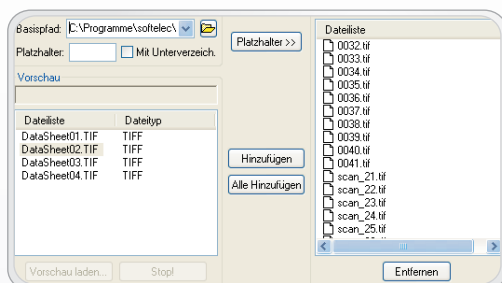 Basispfad: C:\Programme\softelec\
Platzhalter: Mit Unterverzeich.
Platzhalter >>
Vorschau
Dateiliste Dateityp
DataSheet01.TIF TIFF
DataSheet02.TIF TIFF
DataSheet03.TIF TIFF
DataSheet04.TIF TIFF
Vorschau laden... Stop!
Hinzufügen
Alle Hinzufügen
Dateiliste
0032.tif
0033.tif
0034.tif
0035.tif
0036.tif
0037.tif
0038.tif
0039.tif
0040.tif
0041.tif
scan_21.tif
scan_22.tif
scan_23.tif
scan_24.tif
scan_25.tif
Entfernen